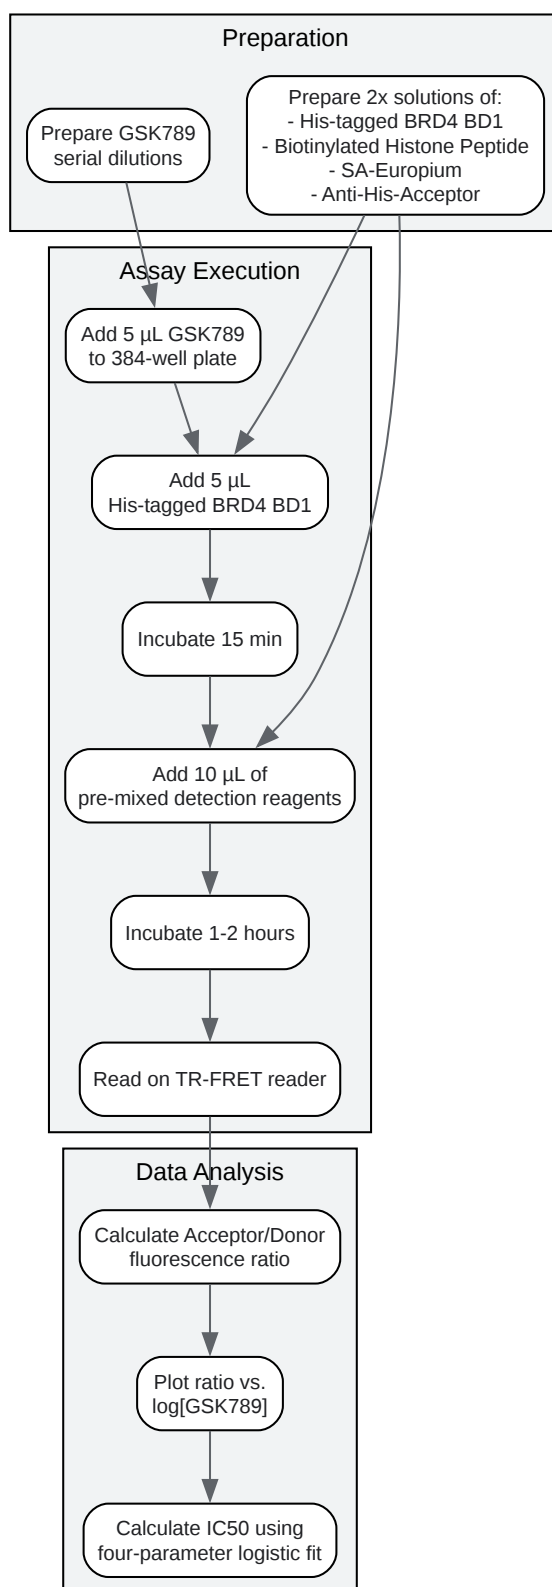 Preparation
Prepare GSK789
serial dilutions
Prepare 2x solutions of:
- His-tagged BRD4 BD1
- Biotinylated Histone Peptide
- SA-Europium
- Anti-His-Acceptor
Assay Execution
Add 5 µL GSK789
to 384-well plate
Add 5 µL
His-tagged BRD4 BD1
Incubate 15 min
Add 10 µL of
pre-mixed detection reagents
Incubate 1-2 hours
Read on TR-FRET reader
Data Analysis
Calculate Acceptor/Donor
fluorescence ratio
Plot ratio vs.
log[GSK789]
Calculate IC50 using
four-parameter logistic fit